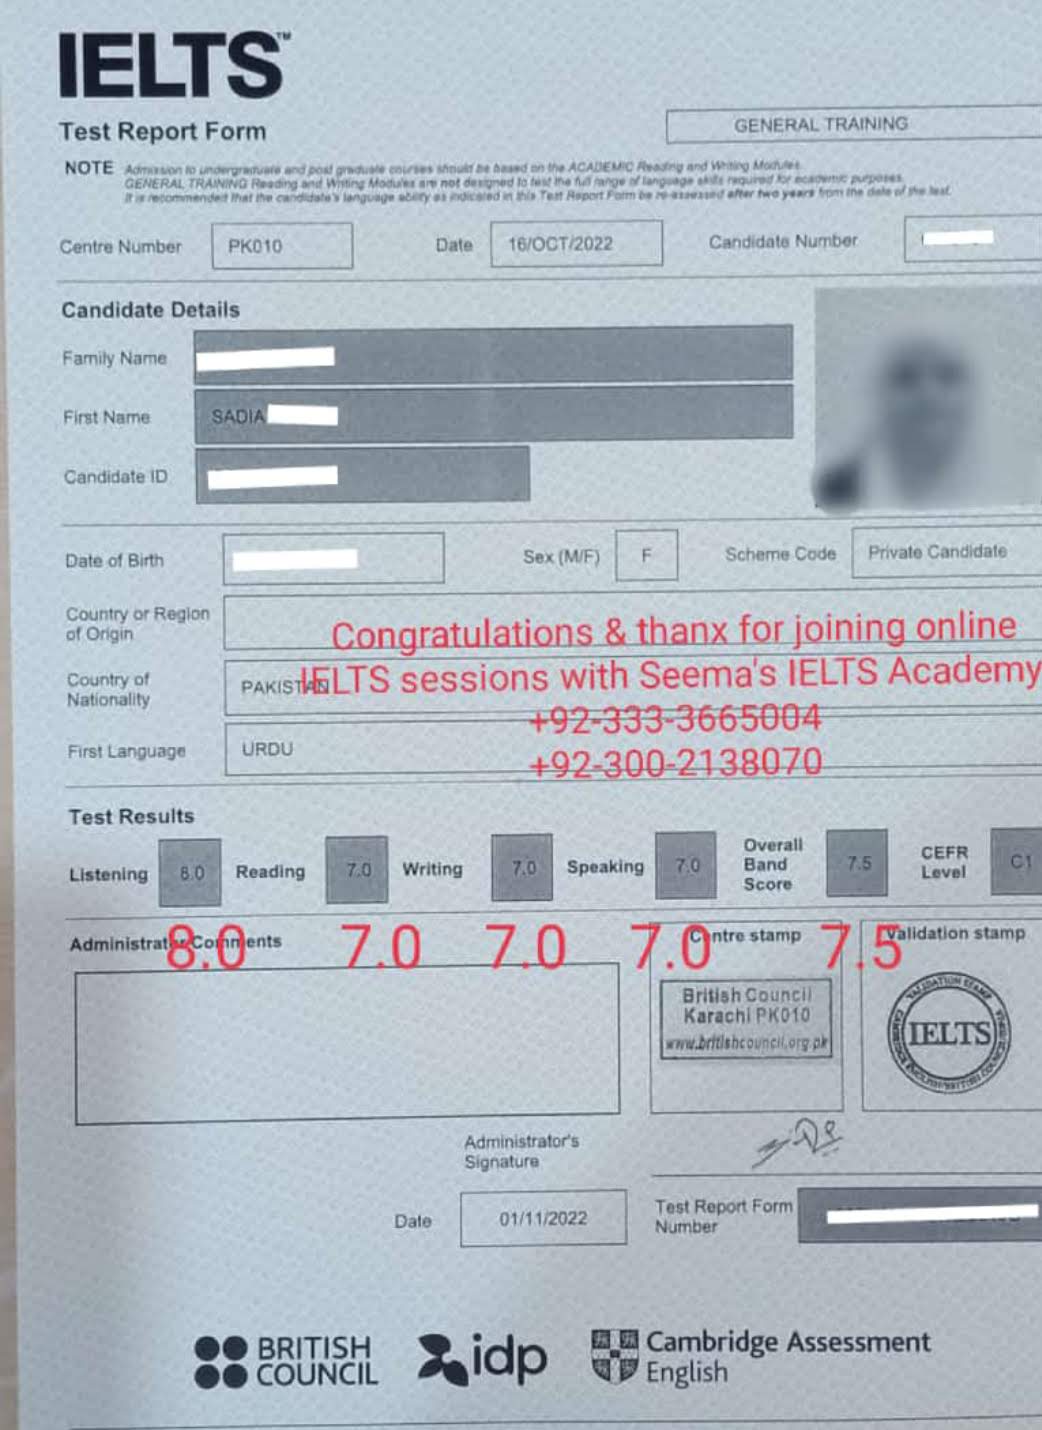 IELTS™
Test Report Form
GENERAL TRAINING
NOTE Admission to undergraduate and post graduate courses should be based on the ACADEMIC Reading and Writing Modules.
GENERAL TRAINING Reading and Writing Modules are not designed to test the full range of language skills required for academic purposes.
It is recommended that the candidate's language ability as indicated in this Test Report Form be re-assessed after two years from the date of the test.
Centre Number PK010 Date 16/OCT/2022 Candidate Number
Candidate Details
Family Name
First Name SADIA
Candidate ID
Date of Birth Sex (M/F) F Scheme Code Private Candidate
Country or Region
of Origin
Congratulations & thanx for joining online
Country of
Nationality PAKISTAN
IELTS sessions with Seema's IELTS Academy
+92-333-3665004
First Language URDU
+92-300-2138070
Test Results
Listening 8.0 Reading 7.0 Writing 7.0 Speaking 7.0 Overall Band Score 7.5 CEFR Level C1
8.0 7.0 7.0 7.0 7.5
Administrator Comments Centre stamp Validation stamp
British Council
Karachi PK010
www.britishcouncil.org.pk
VALIDATION STAMP
IELTS
Administrator's
Signature
Date 01/11/2022 Test Report Form
Number
BRITISH
COUNCIL
idp
Cambridge Assessment
English